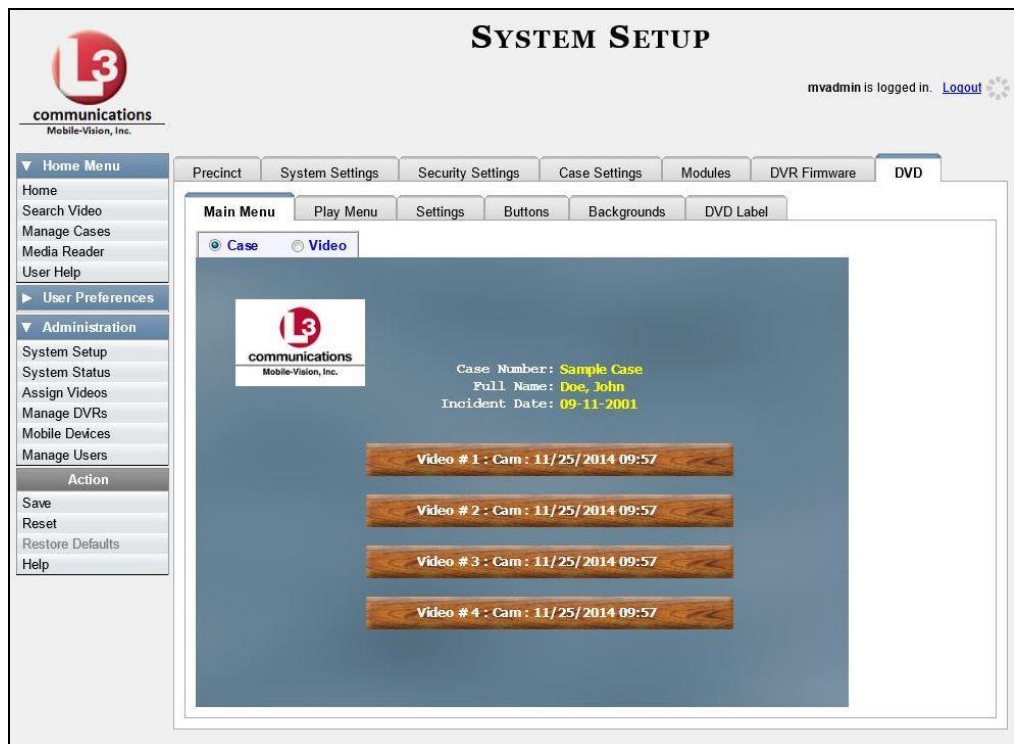 SYSTEM SETUP
L3
communications
Mobile-Vision, Inc.
mvadmin is logged in. Logout
▼ Home Menu
Home
Search Video
Manage Cases
Media Reader
User Help
► User Preferences
▼ Administration
System Setup
System Status
Assign Videos
Manage DVRs
Mobile Devices
Manage Users
Action
Save
Reset
Restore Defaults
Help
Precinct System Settings Security Settings Case Settings Modules DVR Firmware DVD
Main Menu Play Menu Settings Buttons Backgrounds DVD Label
Case Video
L3
communications
Mobile-Vision, Inc.
Case Number: Sample Case
Full Name: Doe, John
Incident Date: 09-11-2001
Video # 1 : Cam : 11/25/2014 09:57
Video # 2 : Cam : 11/25/2014 09:57
Video # 3 : Cam : 11/25/2014 09:57
Video # 4 : Cam : 11/25/2014 09:57